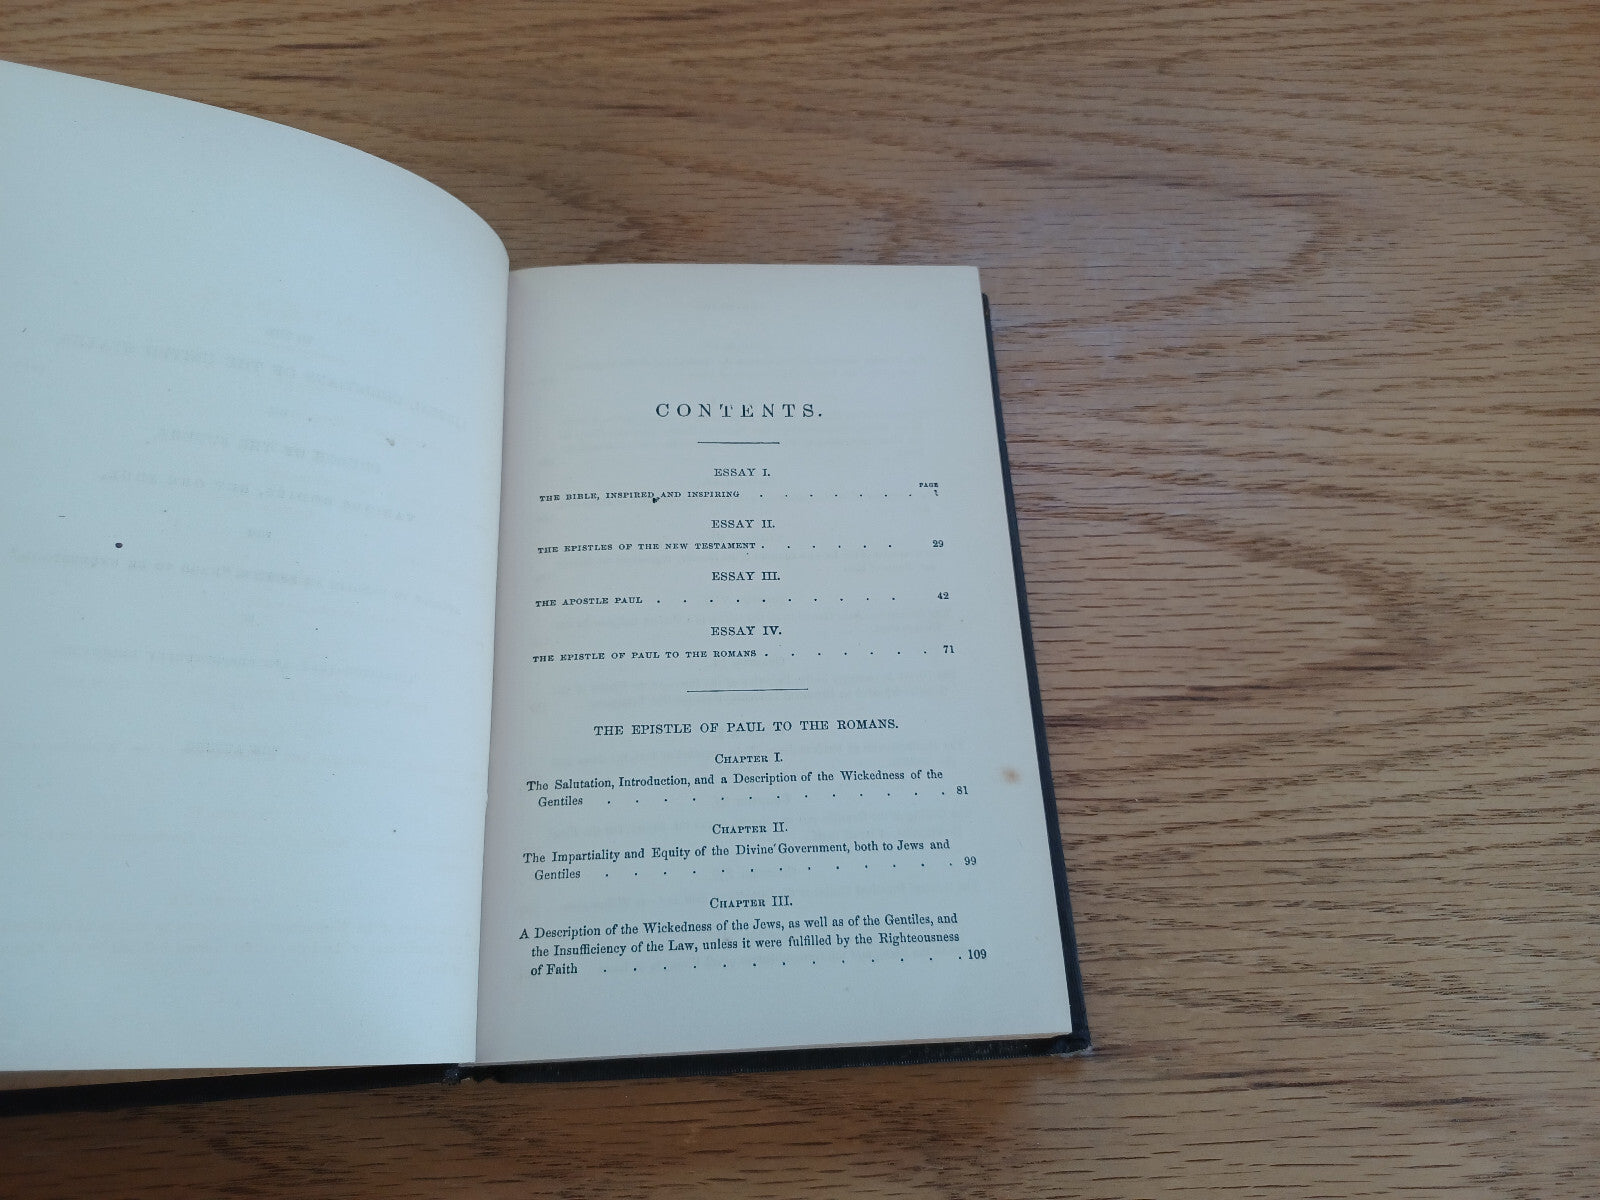 CONTENTS.
ESSAY I.
PAGE
THE BIBLE, INSPIRED AND INSPIRING . . . . . . . 1
ESSAY II.
THE EPISTLES OF THE NEW TESTAMENT . . . . . . 29
ESSAY III.
THE APOSTLE PAUL . . . . . . . . . . 42
ESSAY IV.
THE EPISTLE OF PAUL TO THE ROMANS . . . . . . . 71
THE EPISTLE OF PAUL TO THE ROMANS.
CHAPTER I.
The Salutation, Introduction, and a Description of the Wickedness of the
Gentiles . . . . . . . . . . . . . 81
CHAPTER II.
The Impartiality and Equity of the Divine Government, both to Jews and
Gentiles . . . . . . . . . . . . . 99
CHAPTER III.
A Description of the Wickedness of the Jews, as well as of the Gentiles, and
the Insufficiency of the Law, unless it were fulfilled by the Righteousness
of Faith . . . . . . . . . . . . . 109